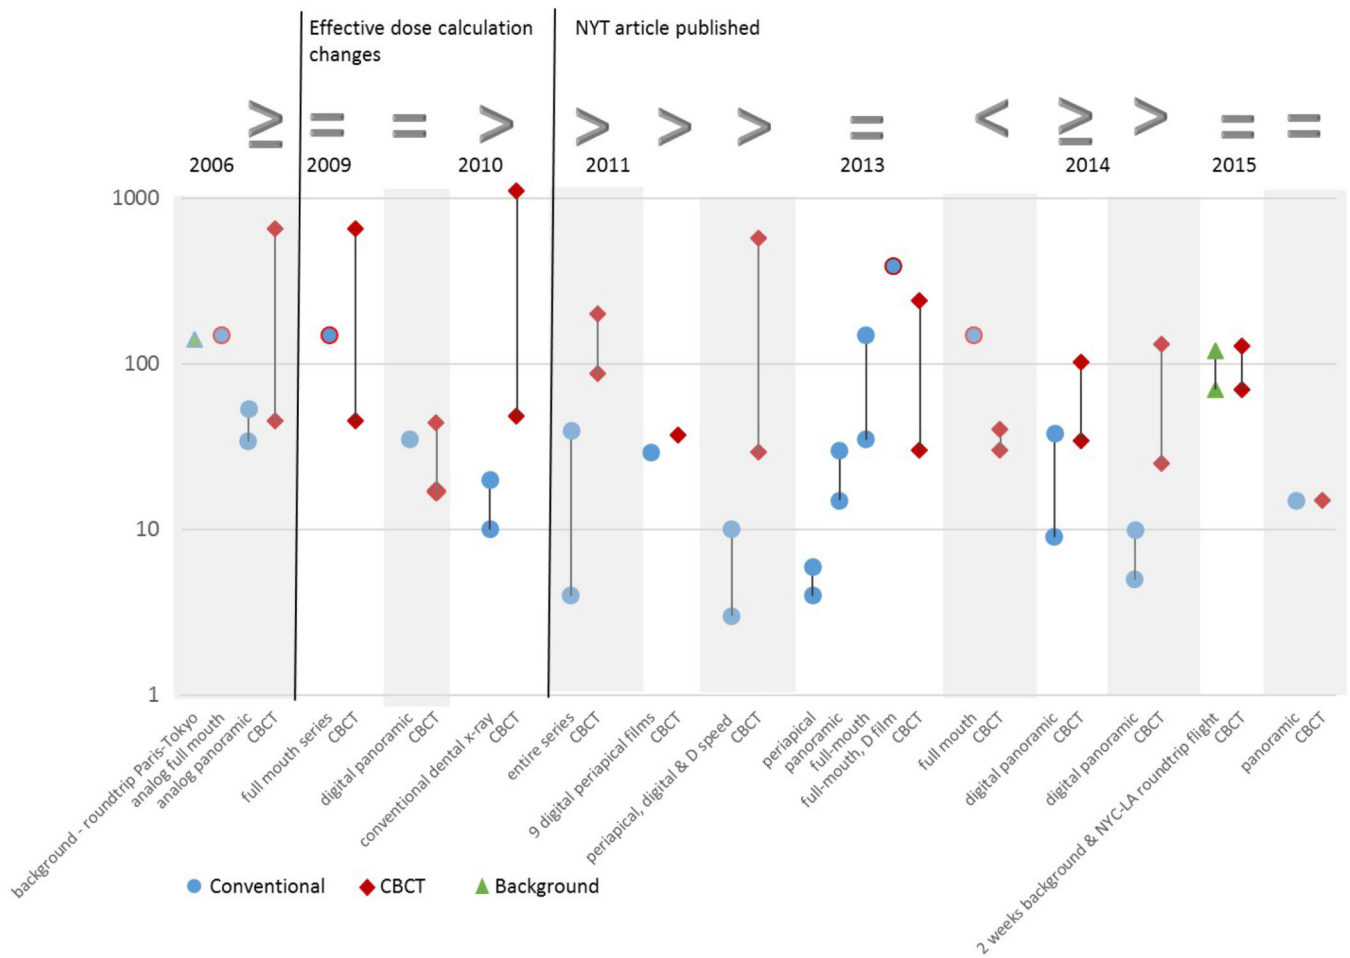 Effective dose calculation
changes
NYT article published
≥ = = > > > > = < ≥ > = =
2006 2009 2010 2011 2013 2014 2015
1000
100
10
1
background - roundtrip Paris-Tokyo
analog full mouth
analog panoramic
CBCT
full mouth series
CBCT
digital panoramic
CBCT
conventional dental x-ray
CBCT
entire series
CBCT
9 digital periapical films
CBCT
periapical, digital & D speed
CBCT
periapical
panoramic
full-mouth
full-mouth, D film
CBCT
full mouth
CBCT
digital panoramic
CBCT
digital panoramic
CBCT
2 weeks background & NYC-LA roundtrip flight
CBCT
panoramic
CBCT
Conventional CBCT Background